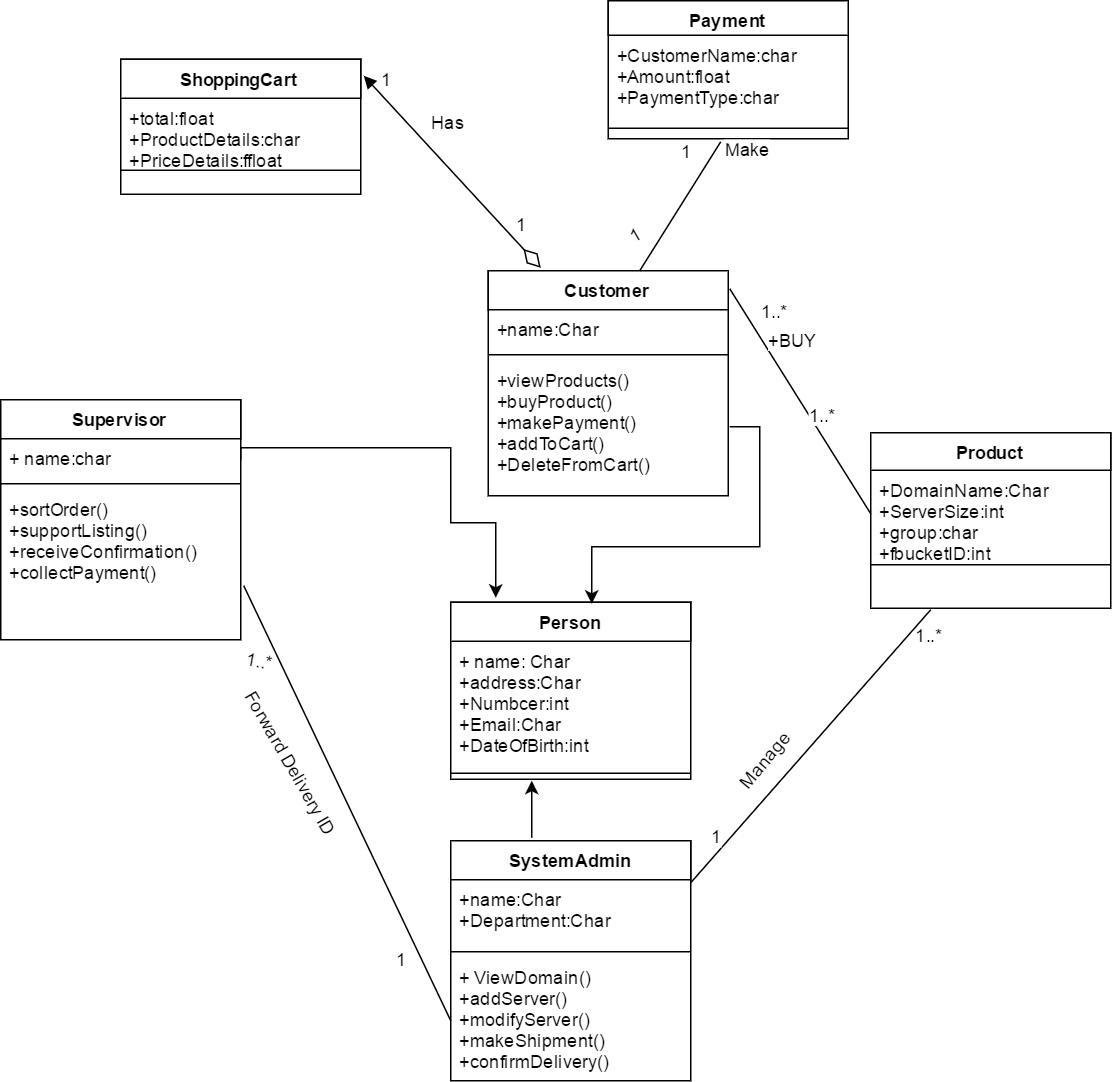 Payment
+CustomerName:char
+Amount:float
+PaymentType:char
ShoppingCart
+total:float
+ProductDetails:char
+PriceDetails:ffloat
1
Has
1
1
Make
1
Customer
+name:Char
+viewProducts()
+buyProduct()
+makePayment()
+addToCart()
+DeleteFromCart()
1..*
+BUY
1..*
Supervisor
+ name:char
+sortOrder()
+supportListing()
+receiveConfirmation()
+collectPayment()
Product
+DomainName:Char
+ServerSize:int
+group:char
+fbucketID:int
Person
+ name: Char
+address:Char
+Numbcer:int
+Email:Char
+DateOfBirth:int
1..*
Forward Delivery ID
1
1..*
Manage
1
SystemAdmin
+name:Char
+Department:Char
+ ViewDomain()
+addServer()
+modifyServer()
+makeShipment()
+confirmDelivery()